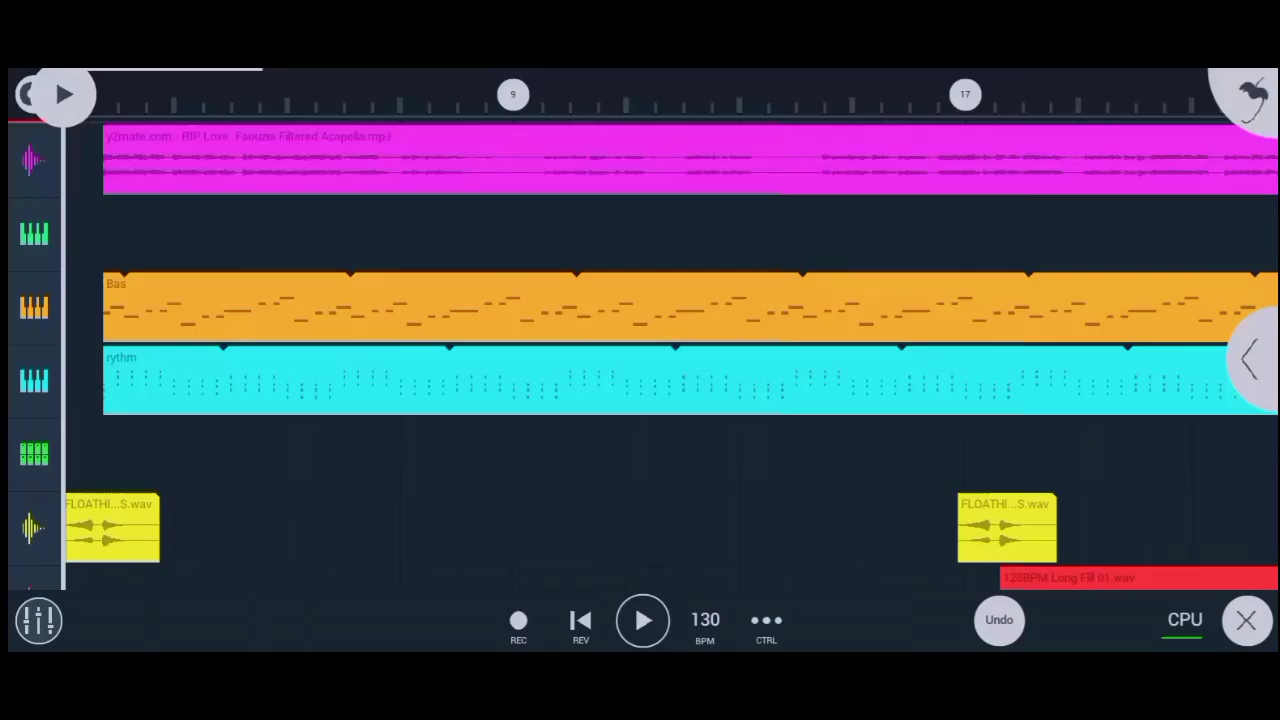 9
17
y2mate.com - RIP Love Faouzia Filtered Acapella.mp3
Bas
rythm
FLOATHI...S.wav
FLOATHI...S.wav
128BPM Long Fill 01.wav
130
Undo
CPU
REC
REV
BPM
CTRL